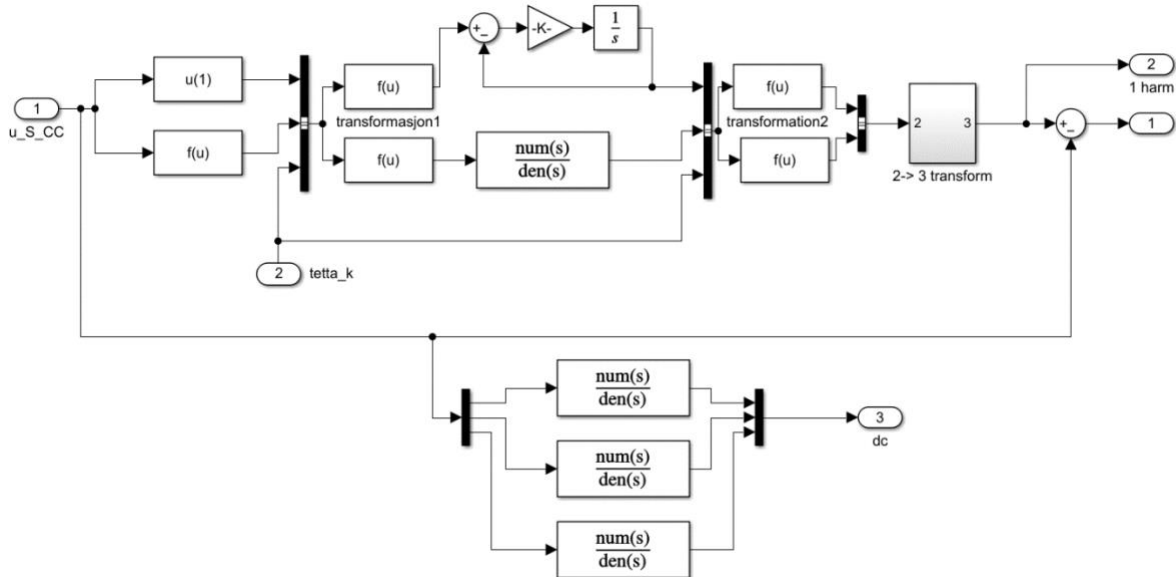 +_
-K-
1
s
u(1)
f(u)
1
u_S_CC
f(u)
transformasjon1
f(u)
num(s)
den(s)
2
tetta_k
f(u)
transformation2
f(u)
2 3
2-> 3 transform
2
1 harm
+_
1
num(s)
den(s)
num(s)
den(s)
num(s)
den(s)
3
dc